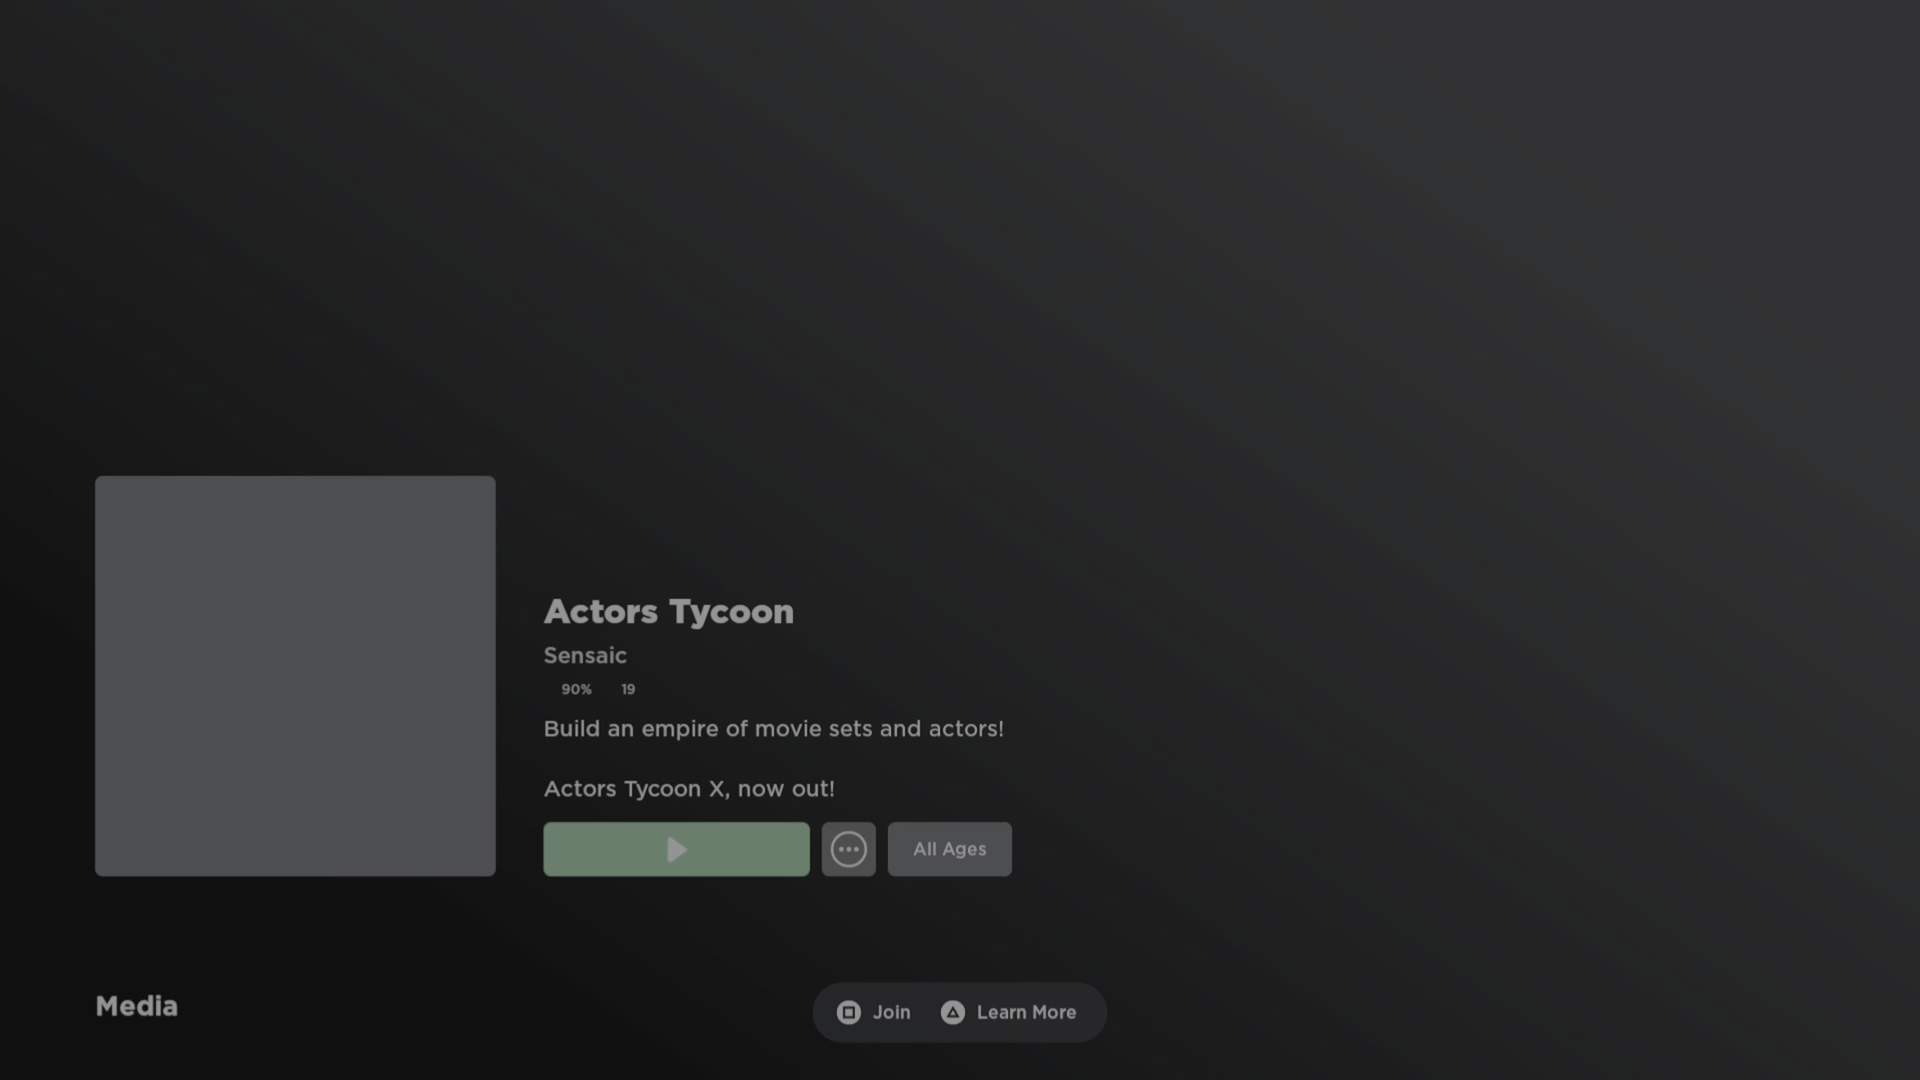 Actors Tycoon
Sensaic
90% 19
Build an empire of movie sets and actors!
Actors Tycoon X, now out!
All Ages
Media
Join Learn More